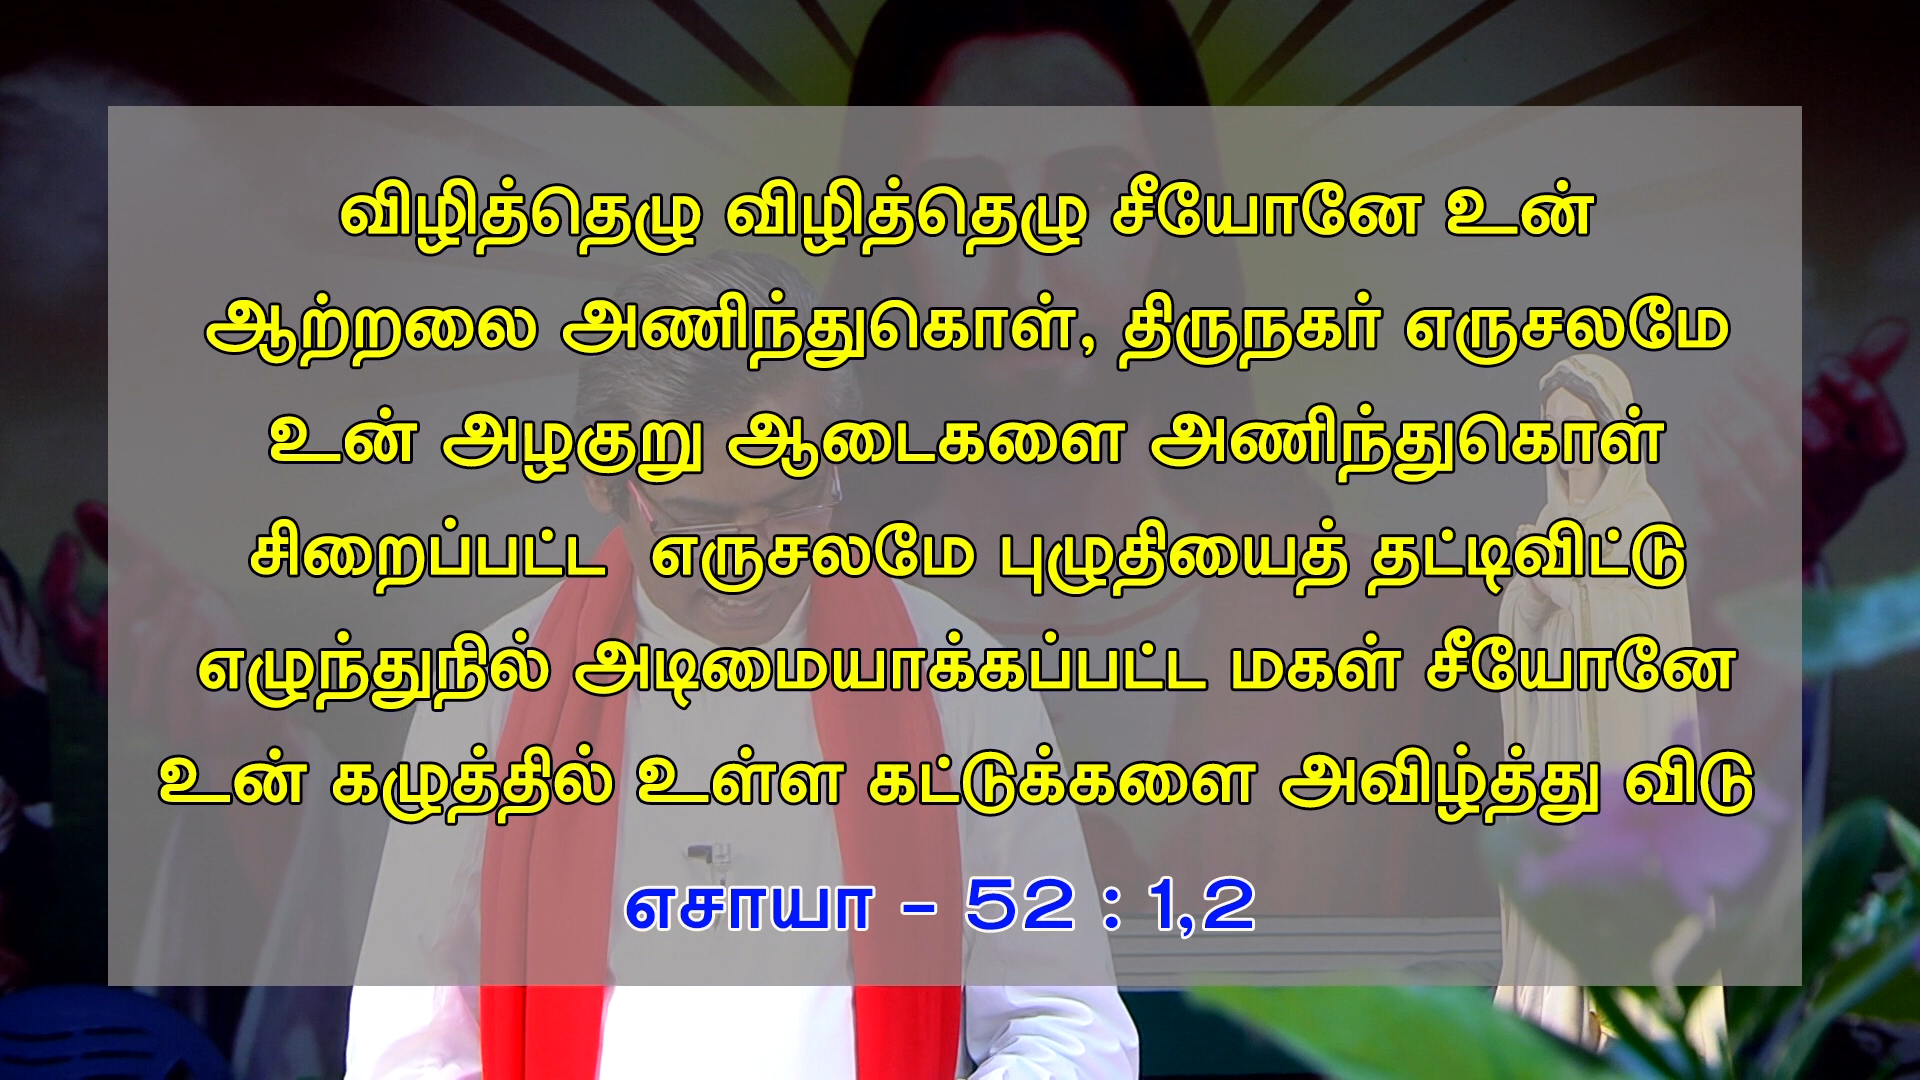 விழித்தெழு விழித்தெழு சீயோனே உன்
ஆற்றலை அணிந்துகொள், திருநகர் எருசலமே
உன் அழகுறு ஆடைகளை அணிந்துகொள்
சிறைப்பட்ட எருசலமே புழுதியைத் தட்டிவிட்டு
எழுந்துநில் அடிமையாக்கப்பட்ட மகள் சீயோனே
உன் கழுத்தில் உள்ள கட்டுக்களை அவிழ்த்து விடு
எசாயா - 52 : 1,2